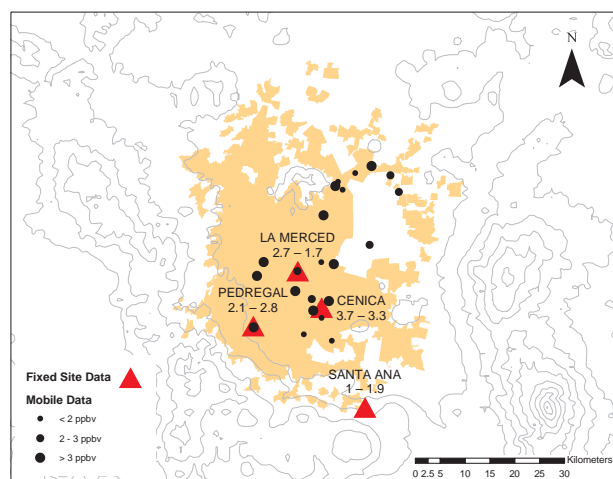 N
LA MERCED
2.7 – 1.7
PEDREGAL
2.1 – 2.8
CENICA
3.7 – 3.3
SANTA ANA
1 – 1.9
Fixed Site Data
Mobile Data
< 2 ppbv
2 - 3 ppbv
> 3 ppbv
Kilometers
0 2.5 5 10 15 20 25 30